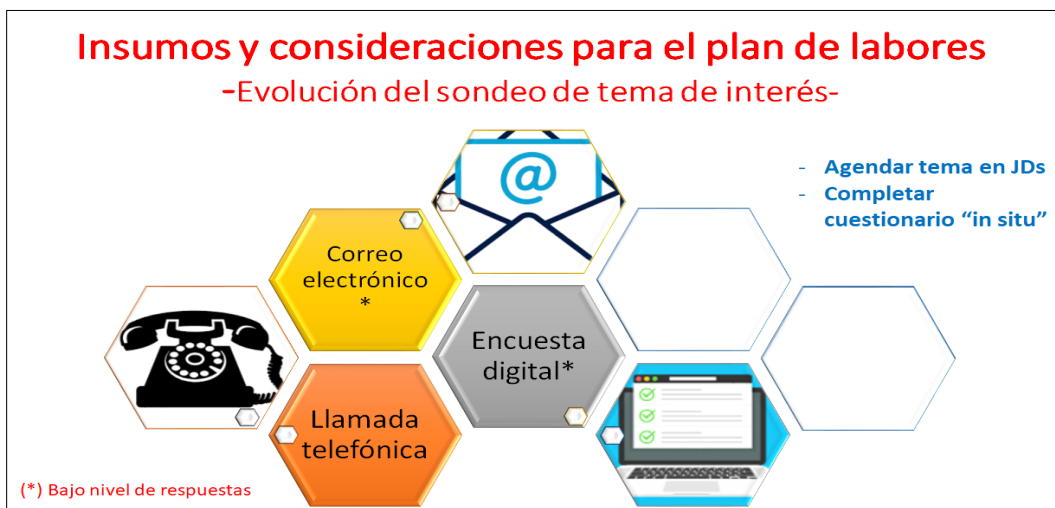 Insumos y consideraciones para el plan de labores
-Evolución del sondeo de tema de interés-
@
- Agendar tema en JDs
- Completar
cuestionario “in situ”
Correo
electrónico
*
Encuesta
digital*
Llamada
telefónica
(*) Bajo nivel de respuestas